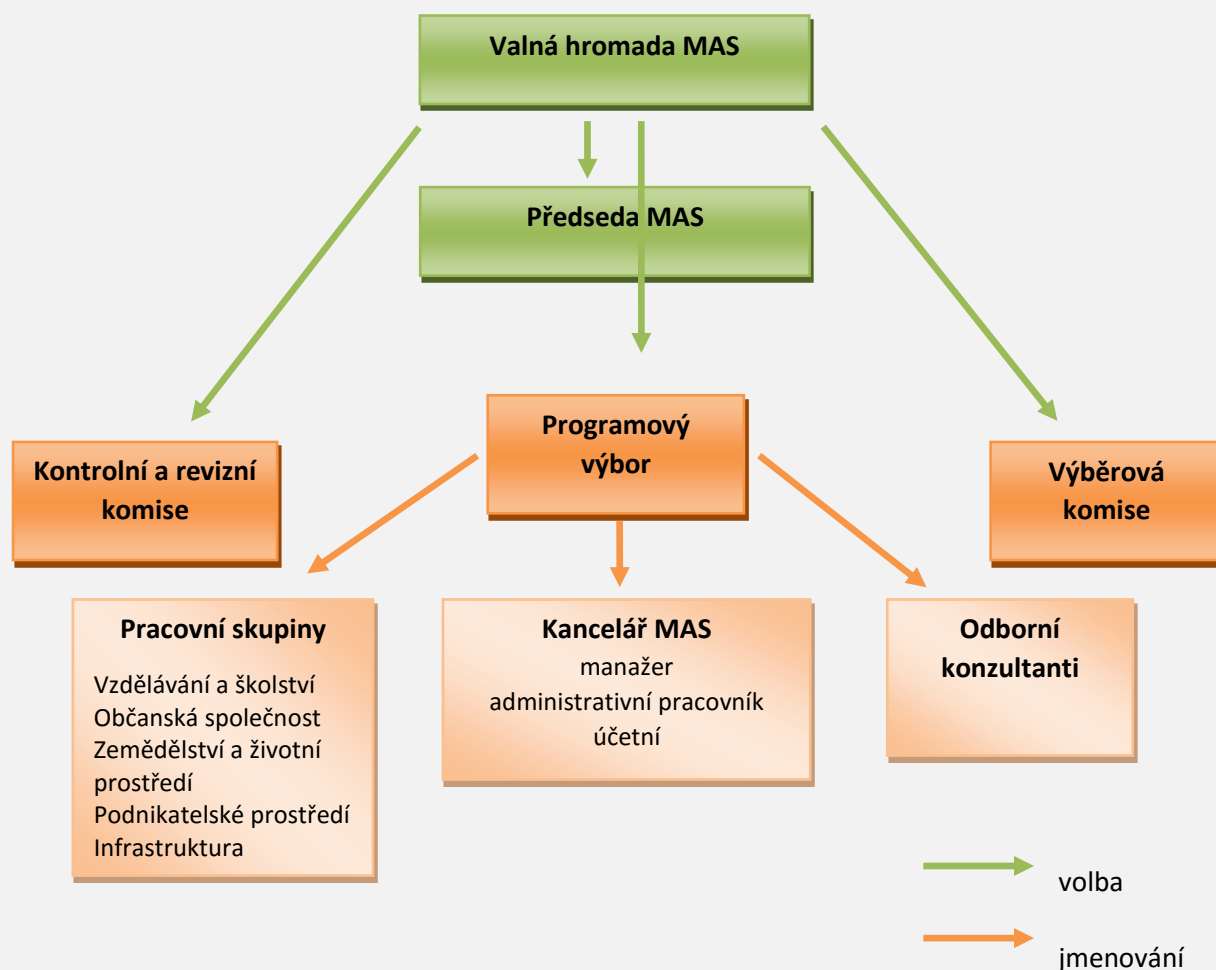 Valná hromada MAS
Předseda MAS
Programový
výbor
Kontrolní a revizní
komise
Výběrová
komise
Pracovní skupiny
Vzdělávání a školství
Občanská společnost
Zemědělství a životní
prostředí
Podnikatelské prostředí
Infrastruktura
Kancelář MAS
manažer
administrativní pracovník
účetní
Odborní
konzultanti
volba
jmenování